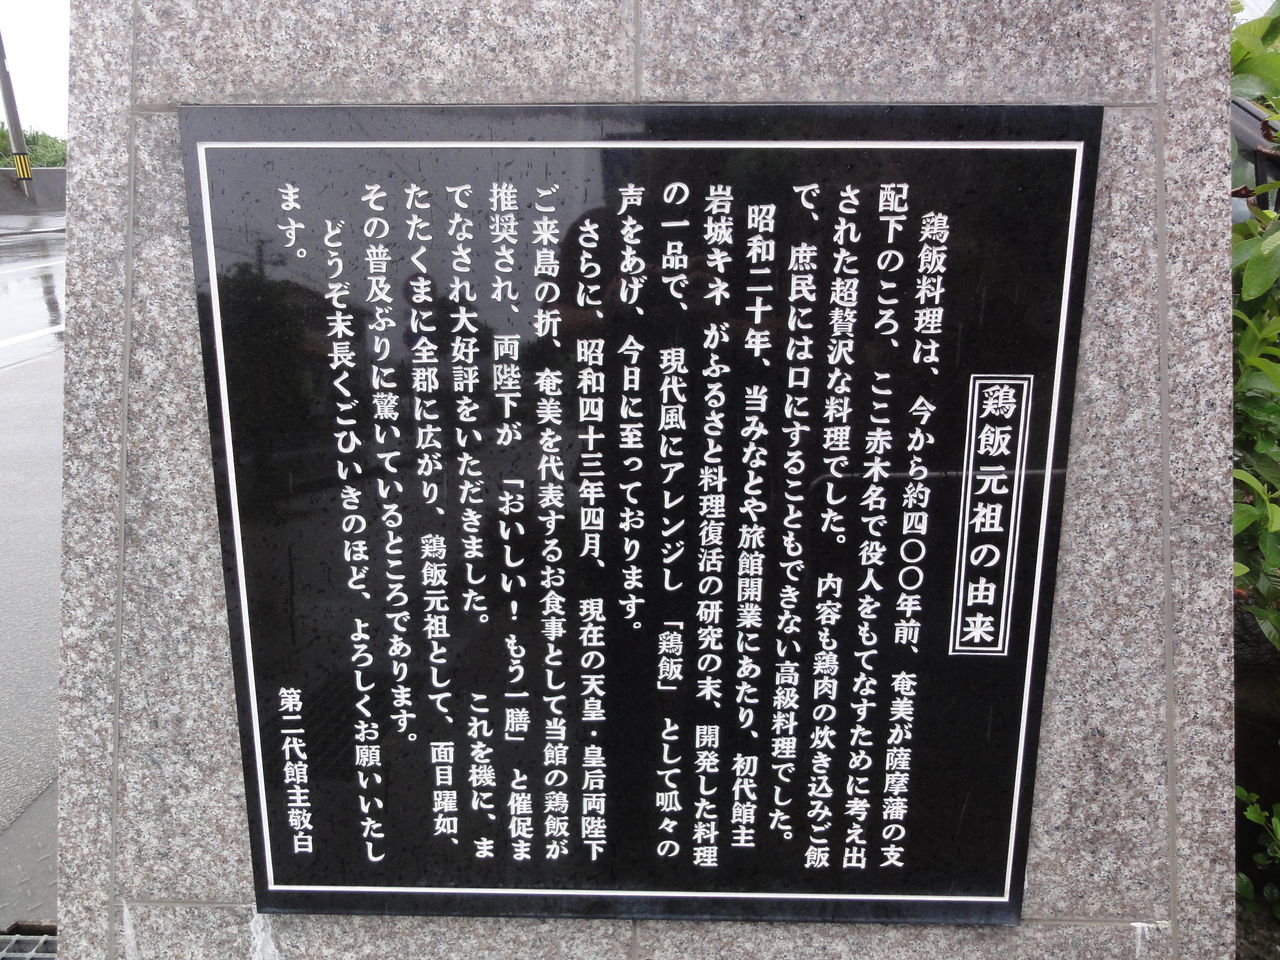 鶏飯元祖の由来
鶏飯料理は、今から約四〇〇年前、奄美が薩摩藩の支
配下のころ、ここ赤木名で役人をもてなすために考え出
された超贅沢な料理でした。内容も鶏肉の炊き込みご飯
で、庶民には口にすることもできない高級料理でした。
昭和二十年、当みなとや旅館開業にあたり、初代館主
岩城キネがふるさと料理復活の研究の末、開発した料理
の一品で、現代風にアレンジし「鶏飯」として呱々の
声をあげ、今日に至っております。
さらに、昭和四十三年四月、現在の天皇・皇后両陛下
ご来島の折、奄美を代表するお食事として当館の鶏飯が
推奨され、両陛下が「おいしい！もう一膳」と催促ま
でなされ大好評をいただきました。これを機に、ま
たたくまに全郡に広がり、鶏飯元祖として、面目躍如、
その普及ぶりに驚いているところであります。
どうぞ末長くごひいきのほど、よろしくお願いいたし
ます。
第二代館主敬白